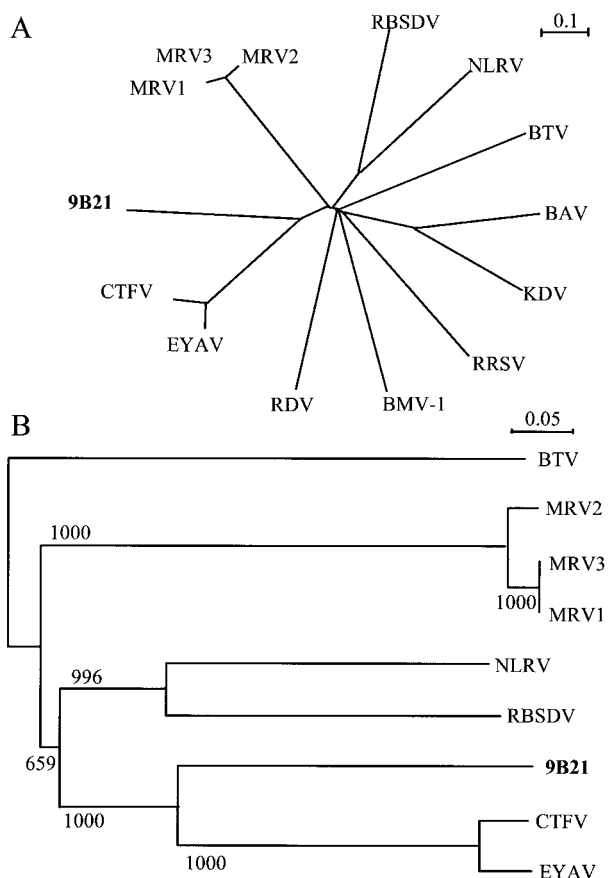 A
RBSDV
0.1
MRV3 MRV2
MRV1
NLRV
BTV
9B21
BAV
CTFV
KDV
EYAV
RRSV
RDV
BMV-1
B
0.05
BTV
MRV2
1000
MRV3
1000
MRV1
NLRV
996
RBSDV
659
9B21
1000
CTFV
1000
EYAV